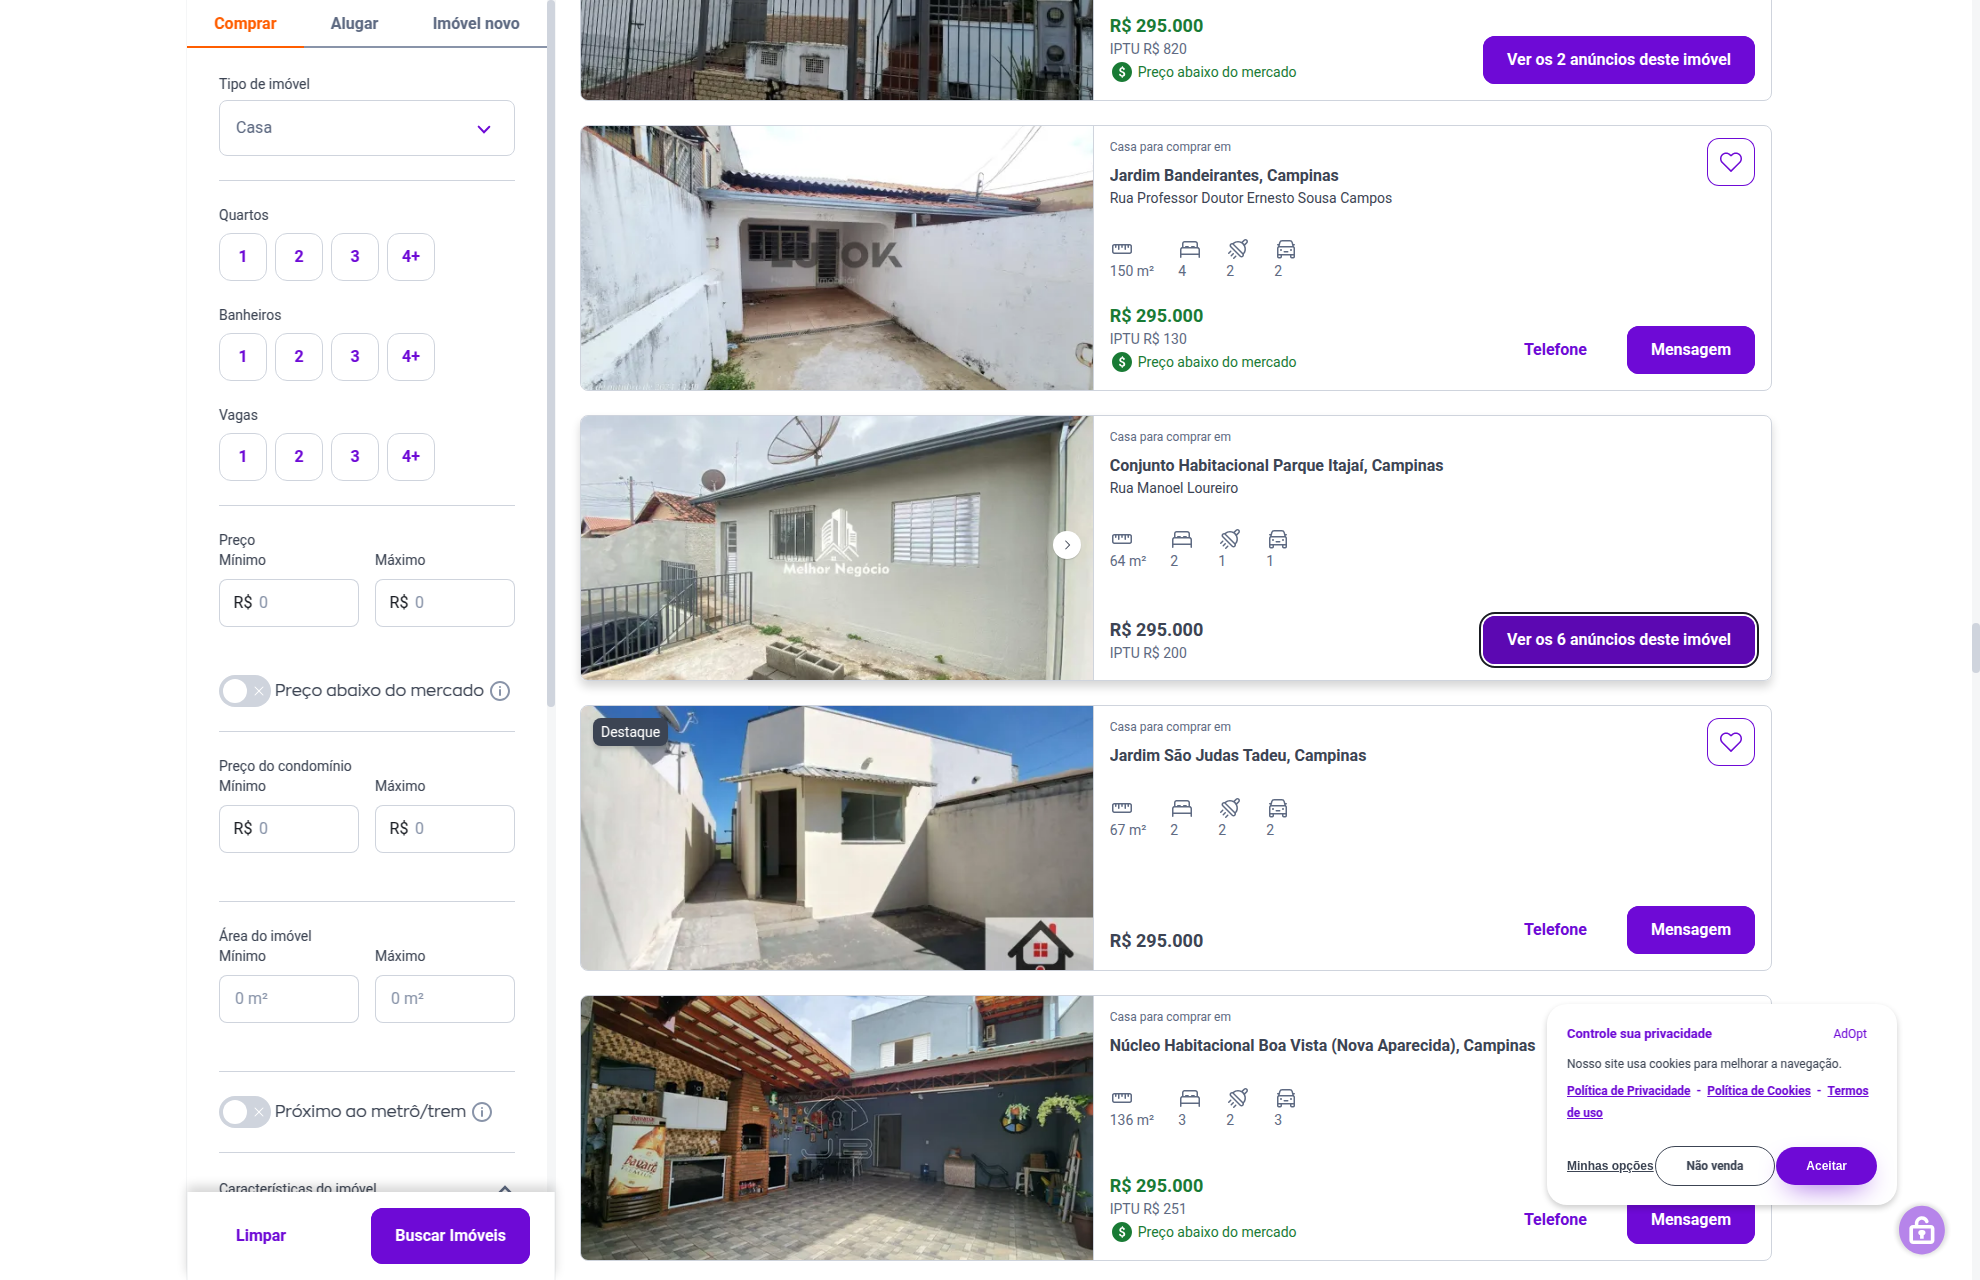 Comprar
Alugar
Imóvel novo
Tipo de imóvel
Casa
Quartos
1
2
3
4+
Banheiros
1
2
3
4+
Vagas
1
2
3
4+
Preço
Mínimo
Máximo
R$ 0
R$ 0
Preço abaixo do mercado
Preço do condomínio
Mínimo
Máximo
R$ 0
R$ 0
Área do imóvel
Mínimo
Máximo
0 m²
0 m²
Próximo ao metrô/trem
Características do imóvel
Limpar
Buscar Imóveis
R$ 295.000
IPTU R$ 820
Preço abaixo do mercado
Ver os 2 anúncios deste imóvel
Casa para comprar em
Jardim Bandeirantes, Campinas
Rua Professor Doutor Ernesto Sousa Campos
150 m²
4
2
2
R$ 295.000
IPTU R$ 130
Preço abaixo do mercado
Telefone
Mensagem
Melhor Negócio
Casa para comprar em
Conjunto Habitacional Parque Itajaí, Campinas
Rua Manoel Loureiro
64 m²
2
1
1
R$ 295.000
IPTU R$ 200
Ver os 6 anúncios deste imóvel
Destaque
Casa para comprar em
Jardim São Judas Tadeu, Campinas
67 m²
2
2
2
R$ 295.000
Telefone
Mensagem
Casa para comprar em
Núcleo Habitacional Boa Vista (Nova Aparecida), Campinas
136 m²
3
2
3
R$ 295.000
IPTU R$ 251
Preço abaixo do mercado
Telefone
Mensagem
JB
Controle sua privacidade
AdOpt
Nosso site usa cookies para melhorar a navegação.
Política de Privacidade - Política de Cookies - Termos
de uso
Minhas opções
Não venda
Aceitar